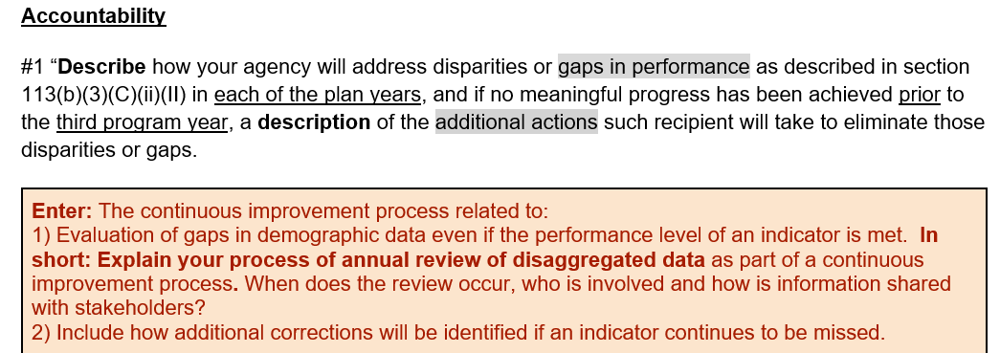 Accountability
#1 “Describe how your agency will address disparities or gaps in performance as described in section
113(b)(3)(C)(ii)(II) in each of the plan years, and if no meaningful progress has been achieved prior to
the third program year, a description of the additional actions such recipient will take to eliminate those
disparities or gaps.
Enter: The continuous improvement process related to:
1) Evaluation of gaps in demographic data even if the performance level of an indicator is met. In
short: Explain your process of annual review of disaggregated data as part of a continuous
improvement process. When does the review occur, who is involved and how is information shared
with stakeholders?
2) Include how additional corrections will be identified if an indicator continues to be missed.